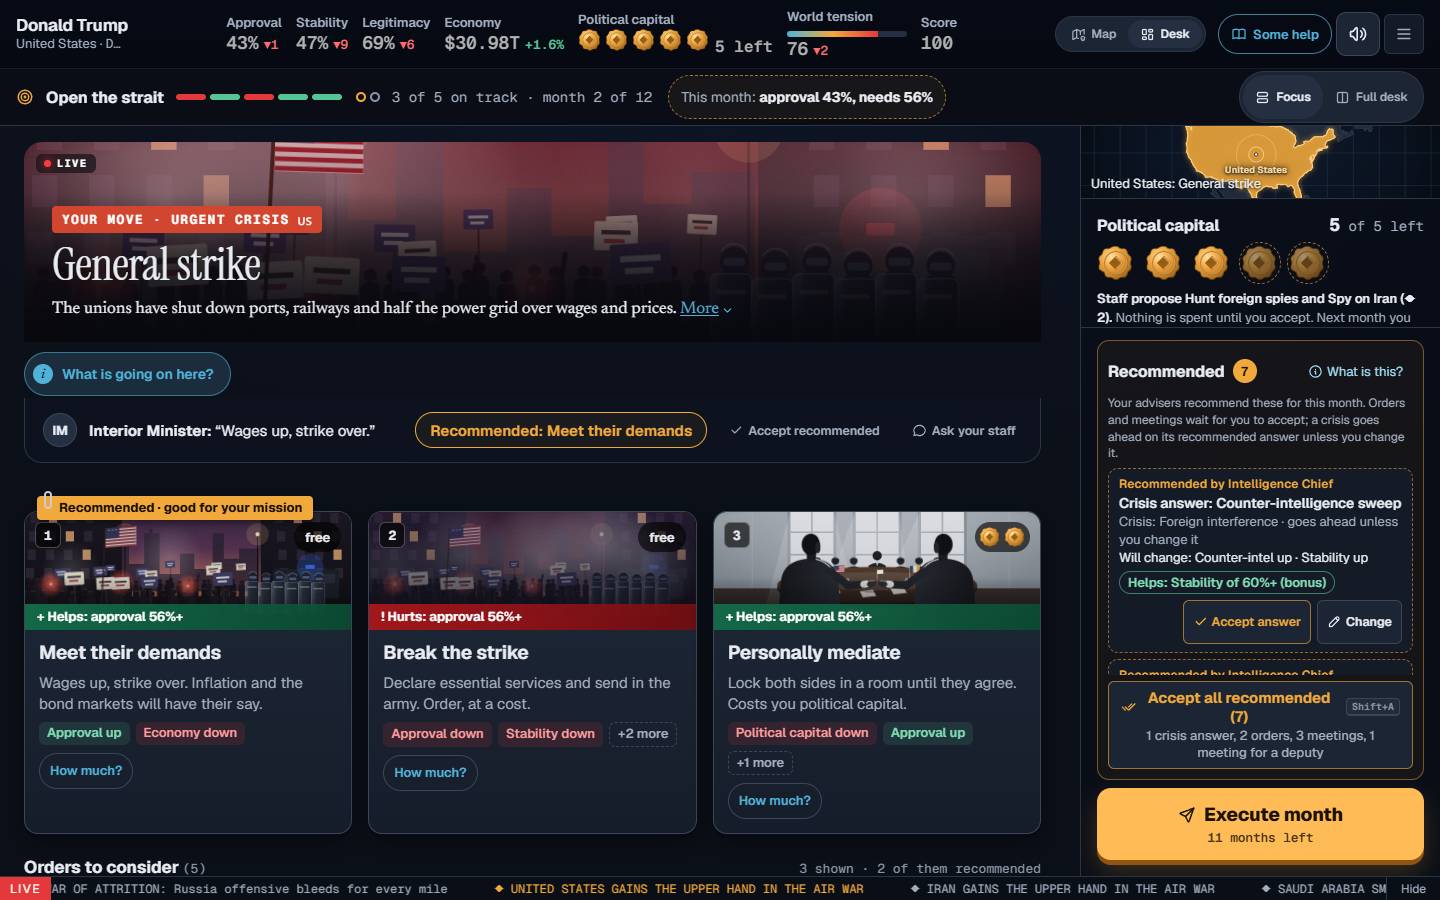 Donald Trump
United States · D...
Approval
43% ▾1
Stability
47% ▾9
Legitimacy
69% ▾6
Economy
$30.98T +1.6%
Political capital
5 left
World tension
76 ▾2
Score
100
Map
Desk
Some help
Open the strait
3 of 5 on track · month 2 of 12
This month: approval 43%, needs 56%
Focus
Full desk
LIVE
YOUR MOVE · URGENT CRISIS US
General strike
The unions have shut down ports, railways and half the power grid over wages and prices. More
What is going on here?
IM
Interior Minister: “Wages up, strike over.”
Recommended: Meet their demands
Accept recommended
Ask your staff
Recommended · good for your mission
1
free
+ Helps: approval 56%+
Meet their demands
Wages up, strike over. Inflation and the
bond markets will have their say.
Approval up
Economy down
How much?
2
free
! Hurts: approval 56%+
Break the strike
Declare essential services and send in the
army. Order, at a cost.
Approval down
Stability down
+2 more
How much?
3
+ Helps: approval 56%+
Personally mediate
Lock both sides in a room until they agree.
Costs you political capital.
Political capital down
Approval up
+1 more
How much?
Orders to consider (5)
3 shown · 2 of them recommended
United States
United States: General strike
Political capital
5 of 5 left
Staff propose Hunt foreign spies and Spy on Iran (◆
2). Nothing is spent until you accept. Next month you
Recommended 7
What is this?
Your advisers recommend these for this month. Orders
and meetings wait for you to accept; a crisis goes
ahead on its recommended answer unless you change
it.
Recommended by Intelligence Chief
Crisis answer: Counter-intelligence sweep
Crisis: Foreign interference · goes ahead unless
you change it
Will change: Counter-intel up · Stability up
Helps: Stability of 60%+ (bonus)
Accept answer
Change
Recommended by Intelligence Chief
Accept all recommended
(7)
Shift+A
1 crisis answer, 2 orders, 3 meetings, 1
meeting for a deputy
Execute month
11 months left
LIVE
AR OF ATTRITION: Russia offensive bleeds for every mile ◆ UNITED STATES GAINS THE UPPER HAND IN THE AIR WAR ◆ IRAN GAINS THE UPPER HAND IN THE AIR WAR ◆ SAUDI ARABIA SM
Hide